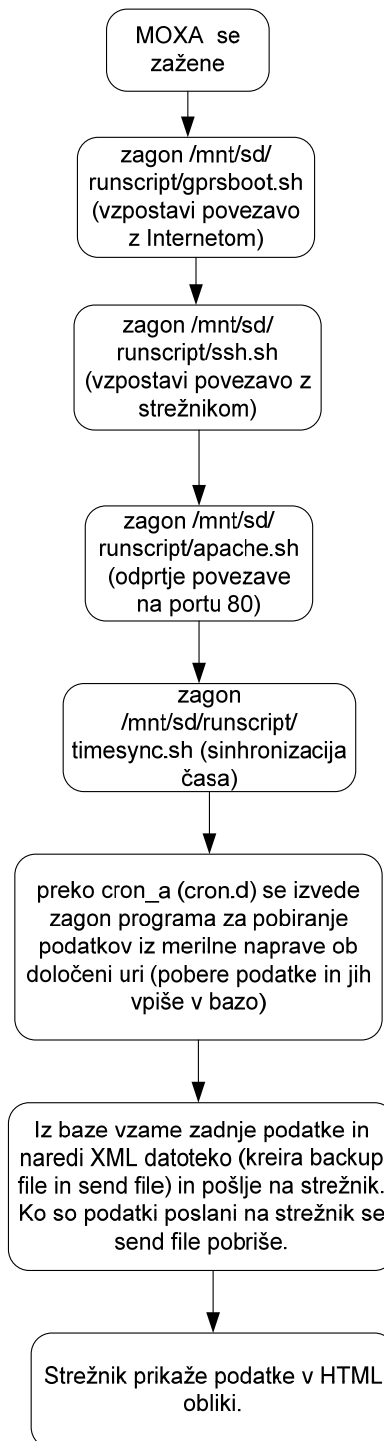 MOXA se
zažene
zagon /mnt/sd/
runscript/gprsboot.sh
(vzpostavi povezavo
z Internetom)
zagon /mnt/sd/
runscript/ssh.sh
(vzpostavi povezavo z
strežnikom)
zagon /mnt/sd/
runscript/apache.sh
(odprtje povezave
na portu 80)
zagon
/mnt/sd/runscript/
timesync.sh (sinhronizacija
časa)
preko cron_a (cron.d) se izvede
zagon programa za pobiranje
podatkov iz merilne naprave ob
določeni uri (pobere podatke in jih
vpiše v bazo)
Iz baze vzame zadnje podatke in
naredi XML datoteko (kreira backup
file in send file) in pošlje na strežnik.
Ko so podatki poslani na strežnik se
send file pobriše.
Strežnik prikaže podatke v HTML
obliki.